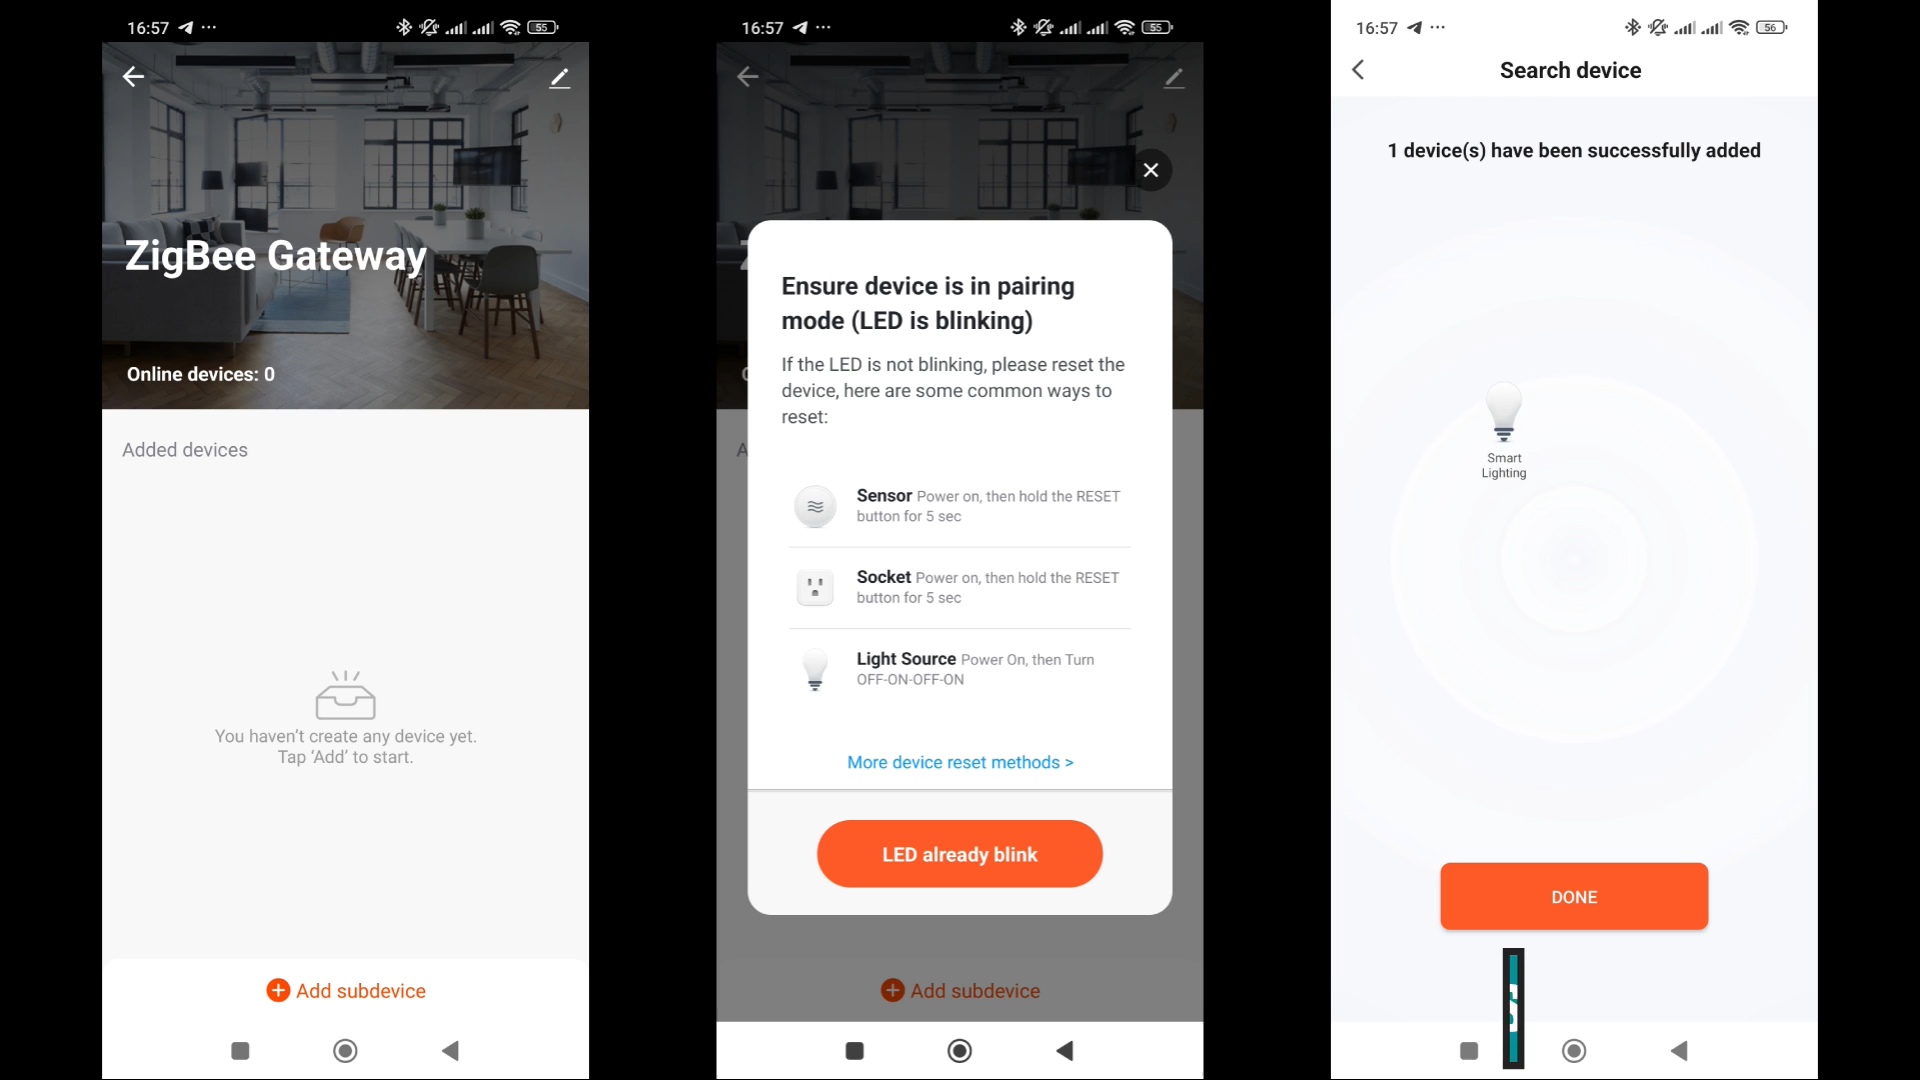 16:57
55
ZigBee Gateway
Online devices: 0
Added devices
You haven't create any device yet.
Tap ‘Add’ to start.
Add subdevice
16:57
55
Ensure device is in pairing
mode (LED is blinking)
If the LED is not blinking, please reset the
device, here are some common ways to
reset:
Sensor Power on, then hold the RESET
button for 5 sec
Socket Power on, then hold the RESET
button for 5 sec
Light Source Power On, then Turn
OFF-ON-OFF-ON
More device reset methods >
LED already blink
Add subdevice
16:57
56
Search device
1 device(s) have been successfully added
Smart
Lighting
DONE